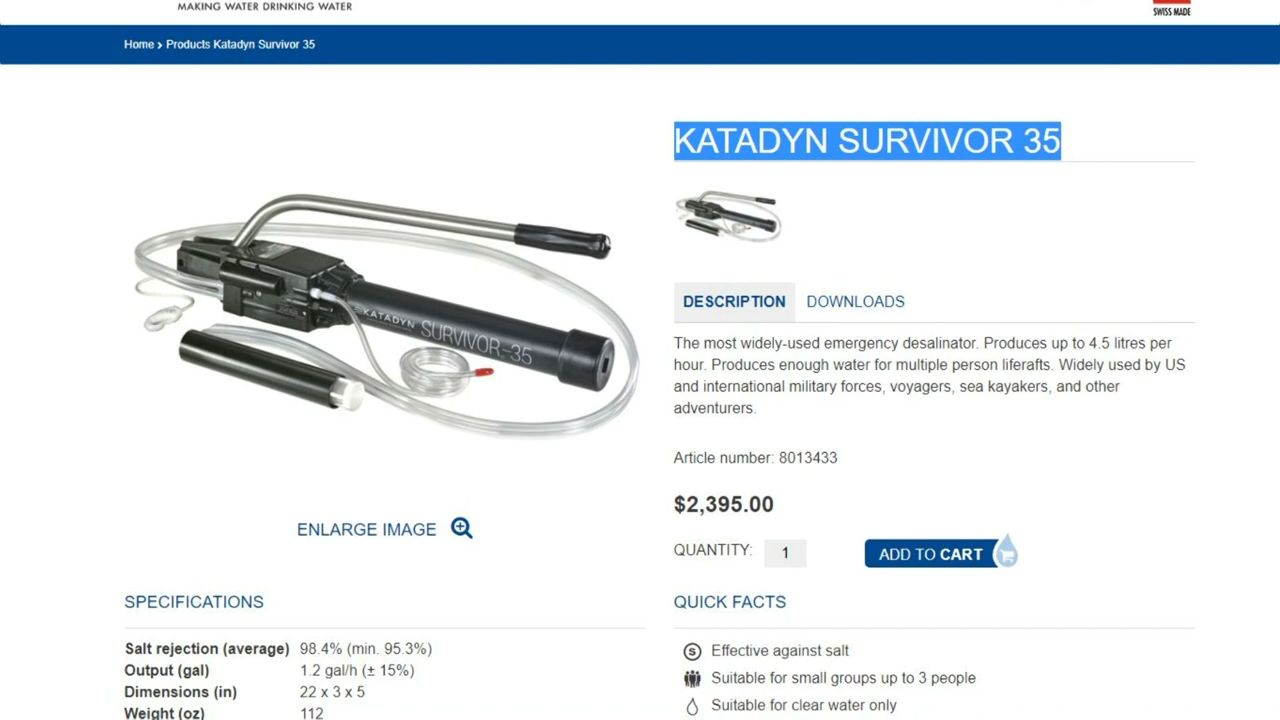 MAKING WATER DRINKING WATER
SWISS MADE
Home › Products Katadyn Survivor 35
KATADYN SURVIVOR 35
KATADYN SURVIVOR-35
DESCRIPTION DOWNLOADS
The most widely-used emergency desalinator. Produces up to 4.5 litres per
hour. Produces enough water for multiple person liferafts. Widely used by US
and international military forces, voyagers, sea kayakers, and other
adventurers.
Article number: 8013433
$2,395.00
ENLARGE IMAGE
QUANTITY: 1 ADD TO CART
SPECIFICATIONS
Salt rejection (average) 98.4% (min. 95.3%)
Output (gal) 1.2 gal/h (± 15%)
Dimensions (in) 22 x 3 x 5
Weight (oz) 112
QUICK FACTS
S Effective against salt
Suitable for small groups up to 3 people
Suitable for clear water only